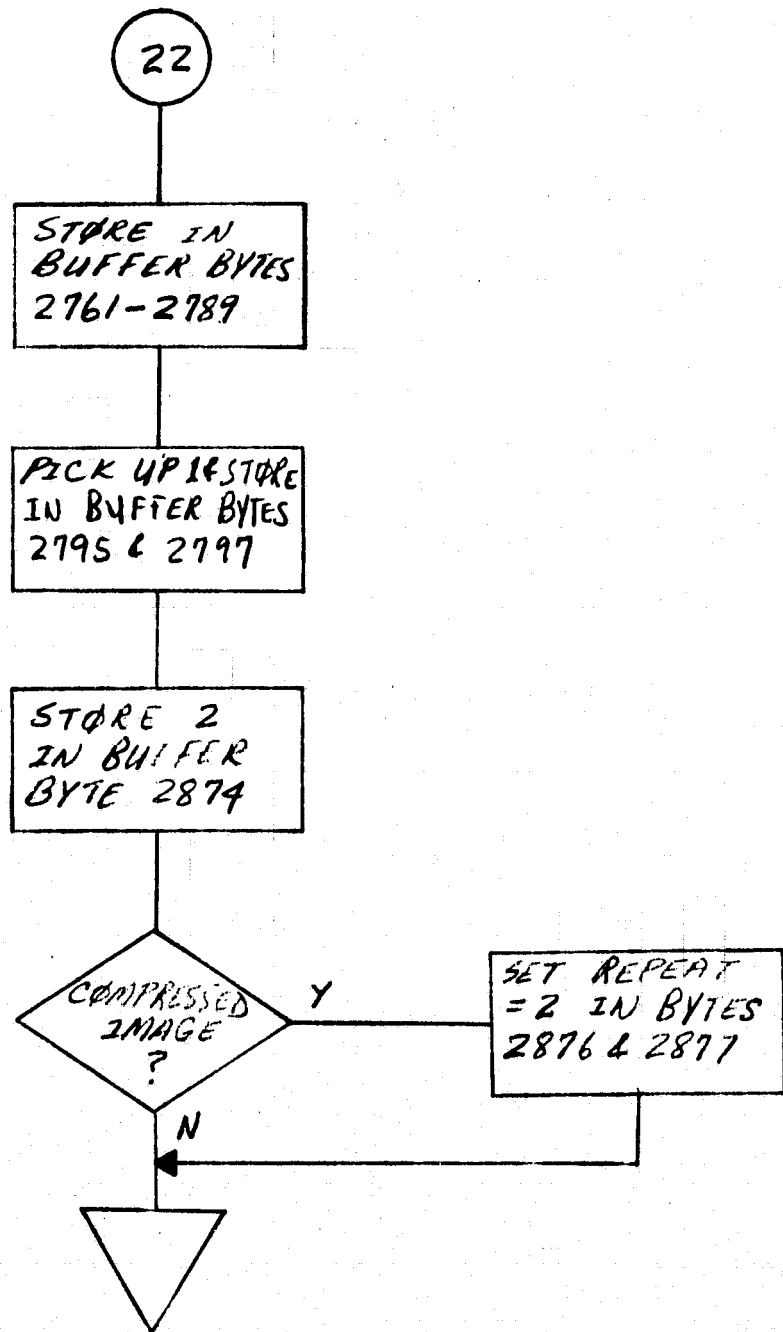 22
STØRE IN
BUFFER BYTES
2761-2789
PICK UP 1 & STØRE
IN BUFFER BYTES
2795 & 2797
STØRE 2
IN BUFFER
BYTE 2874
CØMPRESSED
IMAGE
?
Y
SET REPEAT
=2 IN BYTES
2876 & 2877
N